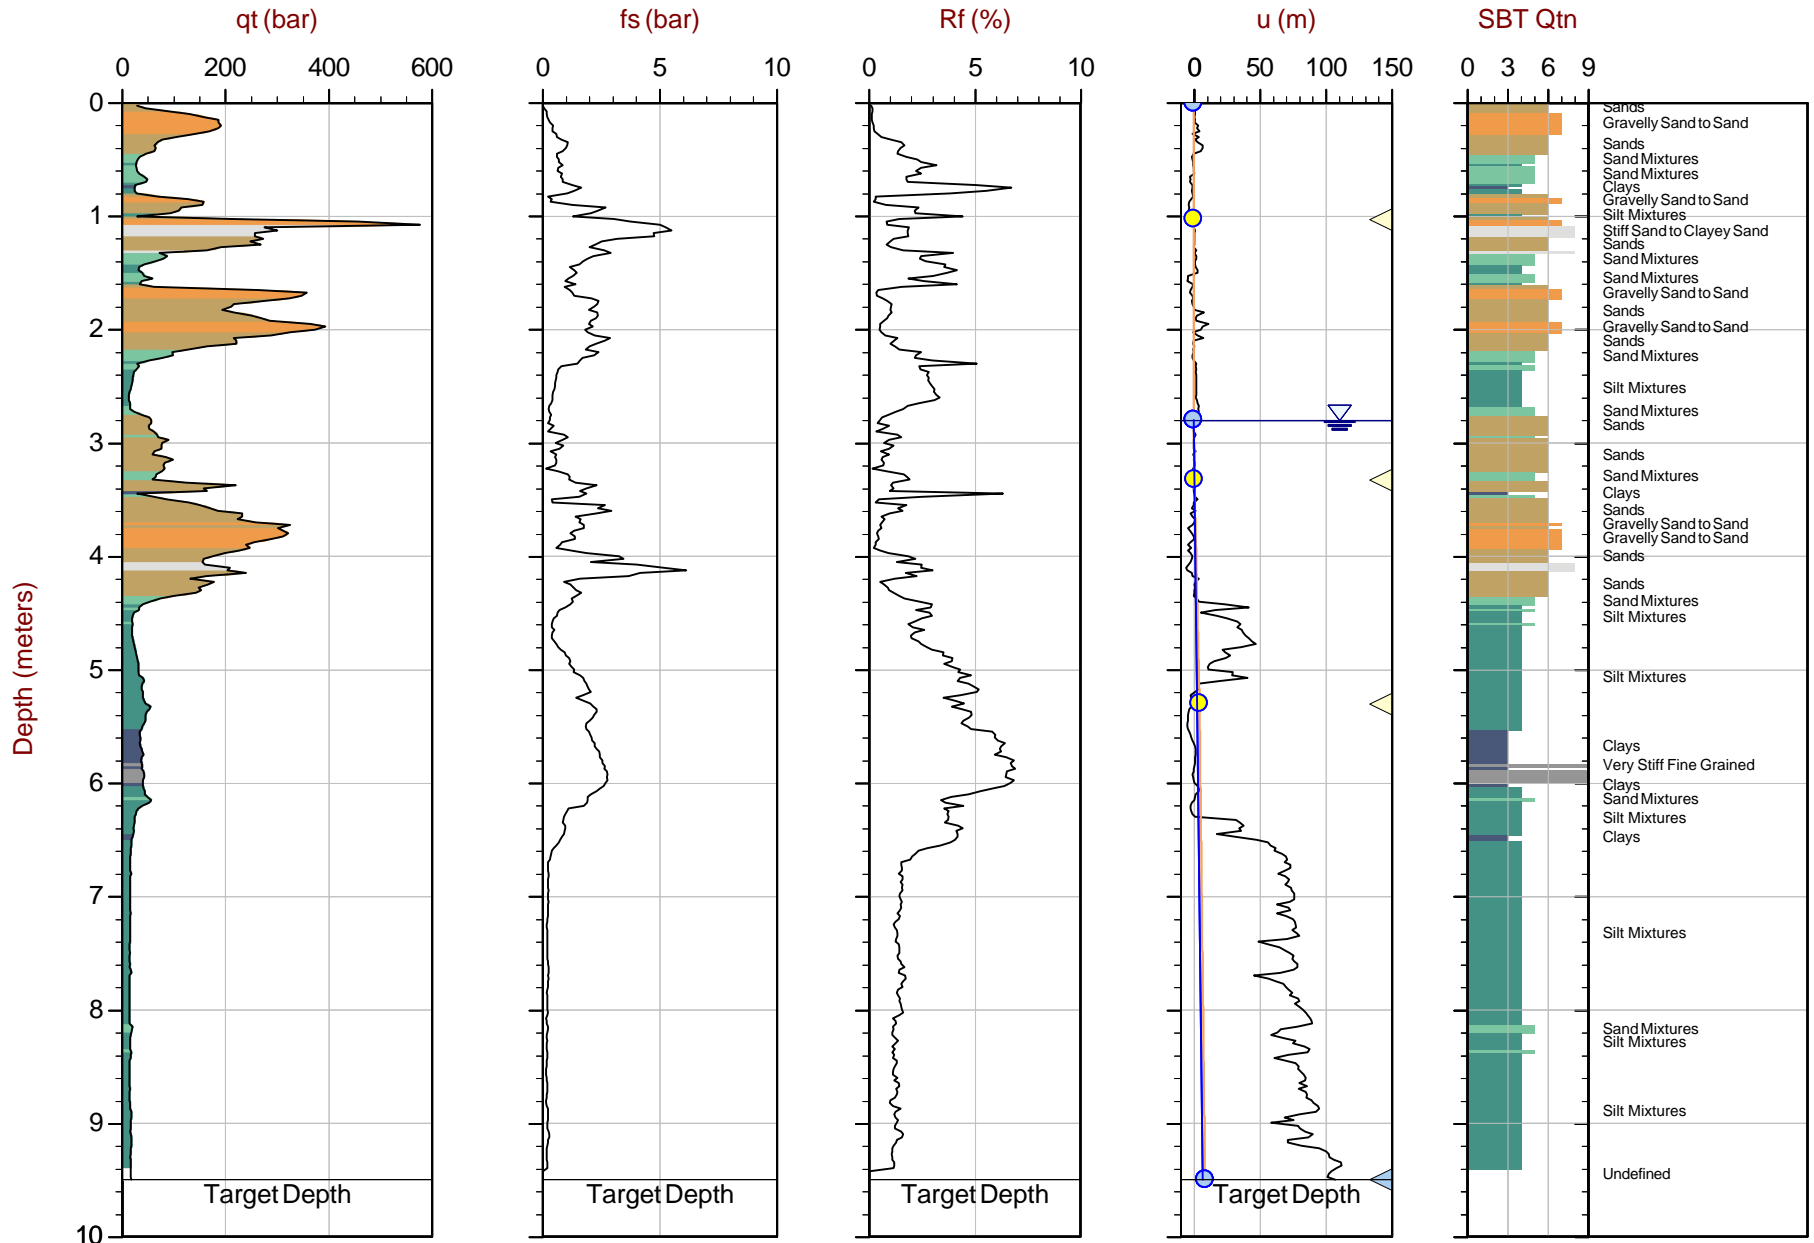 qt (bar) fs (bar) Rf (%) u (m) SBT Qtn
0 200 400 600 0 5 10 0 5 10 0 50 100 150 0 3 6 9
Depth (meters)
0
1
2
3
4
5
6
7
8
9
10
Sands
Gravelly Sand to Sand
Sands
Sand Mixtures
Sand Mixtures
Clays
Gravelly Sand to Sand
Silt Mixtures
Stiff Sand to Clayey Sand
Sands
Sand Mixtures
Sand Mixtures
Gravelly Sand to Sand
Sands
Gravelly Sand to Sand
Sands
Sand Mixtures
Silt Mixtures
Sand Mixtures
Sands
Sands
Sand Mixtures
Clays
Sands
Gravelly Sand to Sand
Gravelly Sand to Sand
Sands
Sands
Sand Mixtures
Silt Mixtures
Silt Mixtures
Clays
Very Stiff Fine Grained
Clays
Sand Mixtures
Silt Mixtures
Clays
Silt Mixtures
Sand Mixtures
Silt Mixtures
Silt Mixtures
Undefined
Target Depth Target Depth Target Depth Target Depth